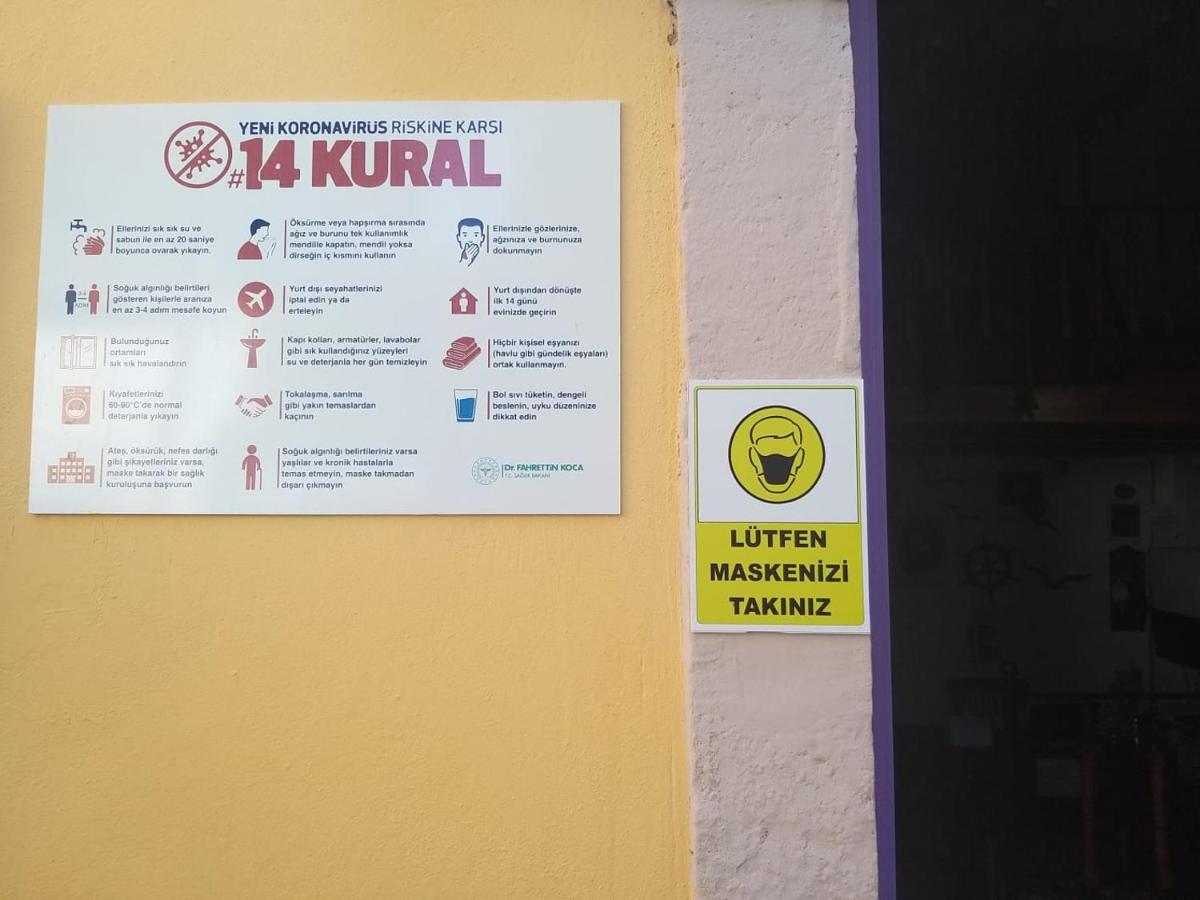 YENİ KORONAVİRÜS RİSKİNE KARŞI
#14 KURAL
Ellerinizi sık sık su ve
sabun ile en az 20 saniye
boyunca ovarak yıkayın.
Öksürme veya hapşırma sırasında
ağız ve burunu tek kullanımlık
mendille kapatın, mendil yoksa
dirseğin iç kısmını kullanın
Ellerinizle gözlerinize,
ağzınıza ve burnunuza
dokunmayın
3-4
ADIM
Soğuk algınlığı belirtileri
gösteren kişilerle aranıza
en az 3-4 adım mesafe koyun
Yurt dışı seyahatlerinizi
iptal edin ya da
erteleyin
Yurt dışından dönüşte
ilk 14 günü
evinizde geçirin
Bulunduğunuz
ortamları
sık sık havalandırın
Kapı kolları, armatürler, lavabolar
gibi sık kullandığınız yüzeyleri
su ve deterjanla her gün temizleyin
Hiçbir kişisel eşyanızı
(havlu gibi gündelik eşyaları)
ortak kullanmayın.
Kıyafetlerinizi
60-90°C'de normal
deterjanla yıkayın
Tokalaşma, sarılma
gibi yakın temaslardan
kaçının
Bol sıvı tüketin, dengeli
beslenin, uyku düzeninize
dikkat edin
Ateş, öksürük, nefes darlığı
gibi şikayetleriniz varsa,
maske takarak bir sağlık
kuruluşuna başvurun
Soğuk algınlığı belirtileriniz varsa
yaşlılar ve kronik hastalarla
temas etmeyin, maske takmadan
dışarı çıkmayın
Dr. FAHRETTİN KOCA
T.C. SAĞLIK BAKANI
LÜTFEN
MASKENİZİ
TAKINIZ